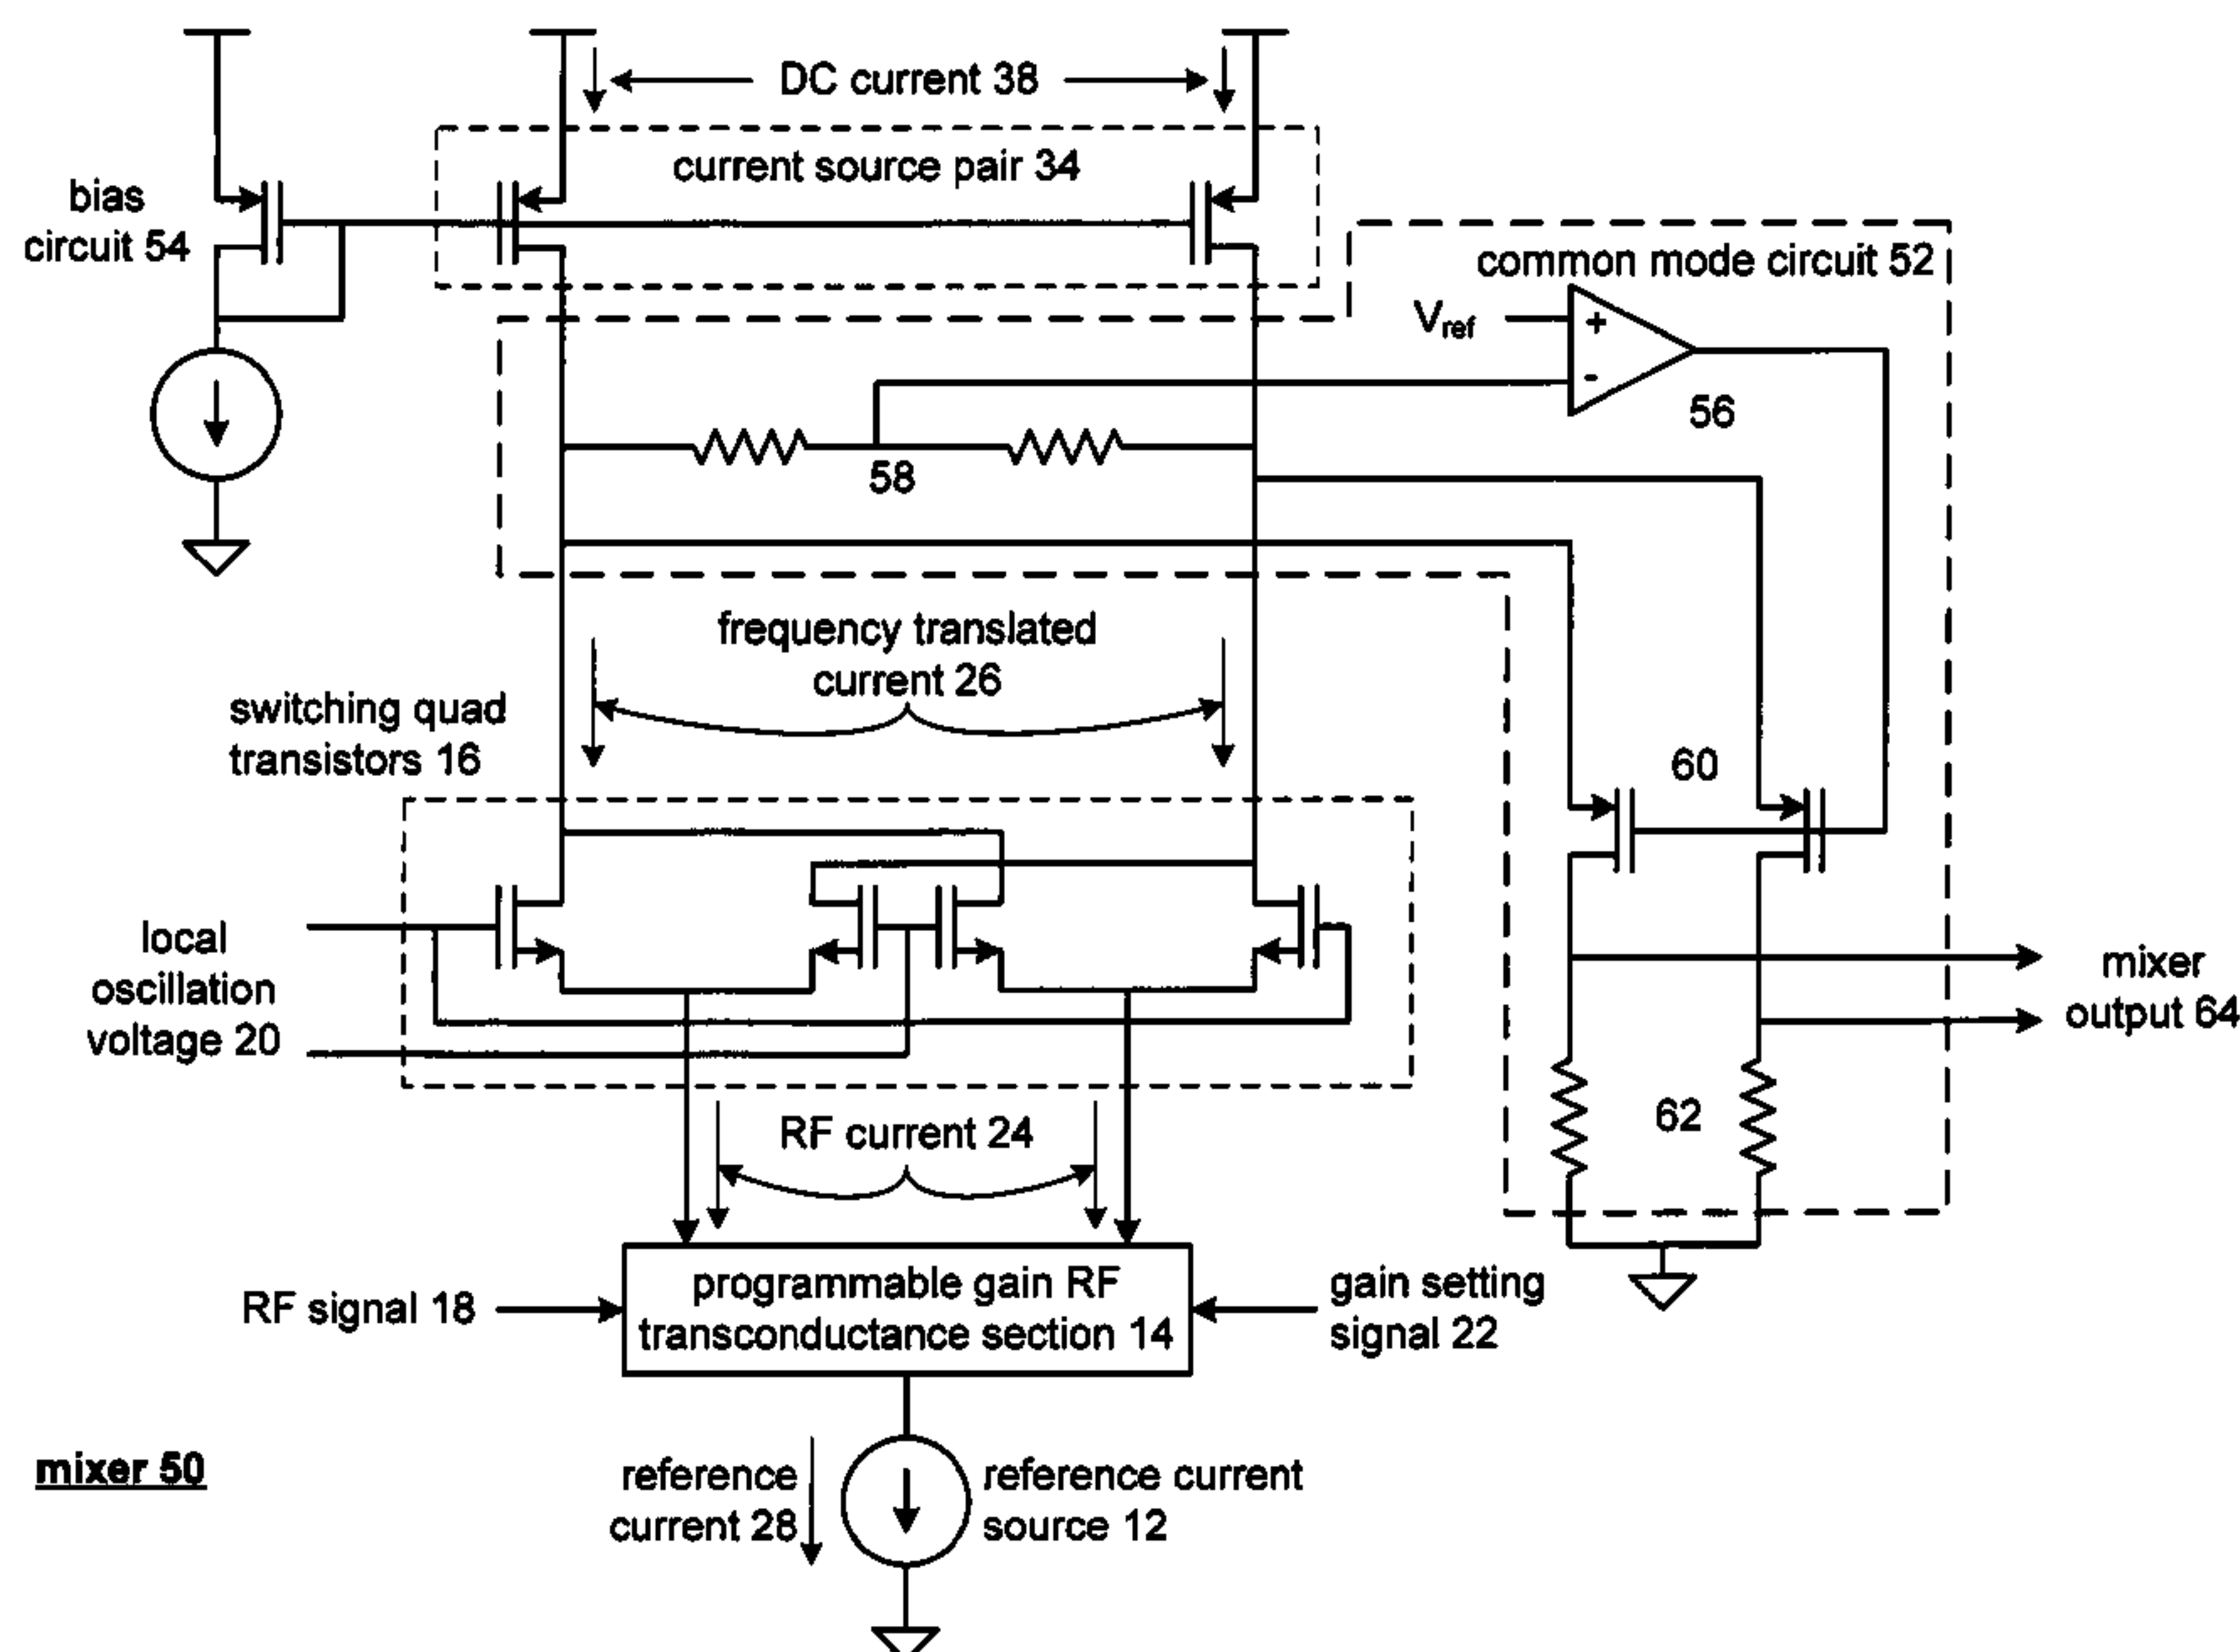 DC current 38
current source pair 34
bias
circuit 54
common mode circuit 52
Vref
+
-
56
58
frequency translated
current 26
switching quad
transistors 16
60
local
oscillation
voltage 20
mixer
output 64
62
RF current 24
RF signal 18
programmable gain RF
transconductance section 14
gain setting
signal 22
mixer 50
reference
current 28
reference current
source 12